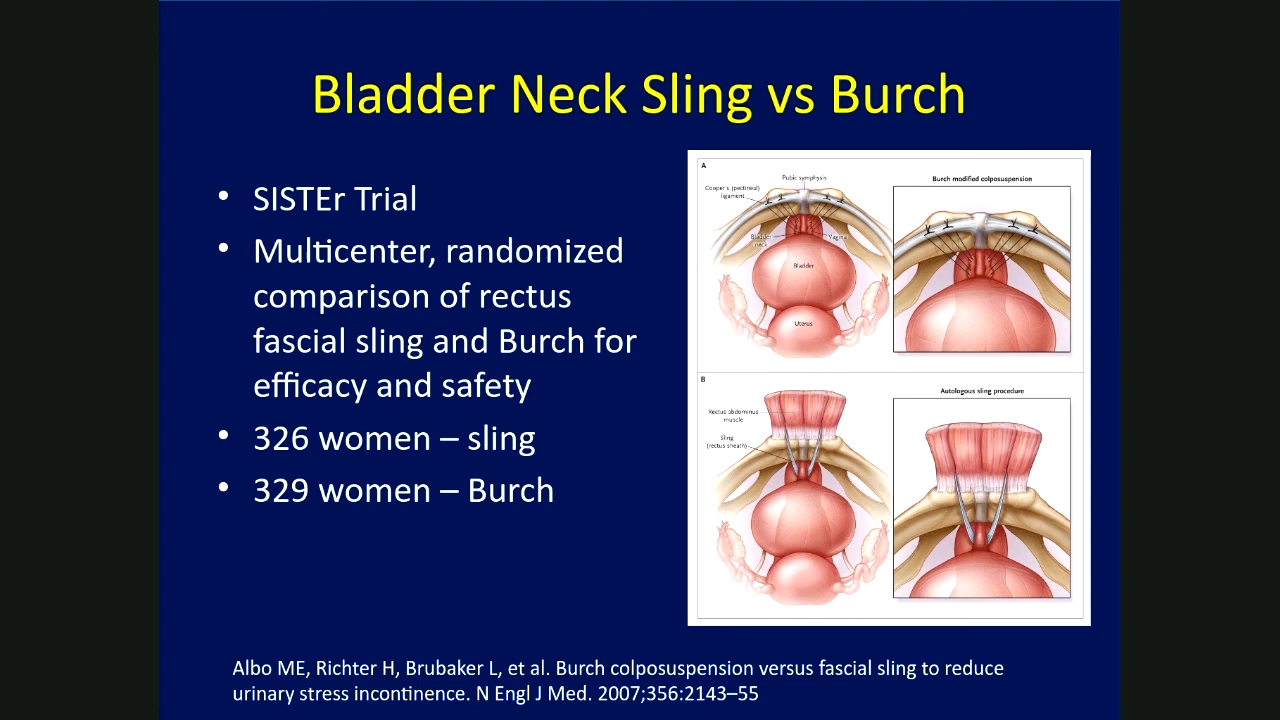 Bladder Neck Sling vs Burch
• SISTEr Trial
• Multicenter, randomized
comparison of rectus
fascial sling and Burch for
efficacy and safety
• 326 women – sling
• 329 women – Burch
A
Pubic symphysis
Cooper's (pectineal)
ligament
Bladder
neck
Vagina
Bladder
Uterus
Burch modified colposuspension
B
Rectus abdominus
muscle
Sling
(rectus sheath)
Autologous sling procedure
Albo ME, Richter H, Brubaker L, et al. Burch colposuspension versus fascial sling to reduce
urinary stress incontinence. N Engl J Med. 2007;356:2143–55